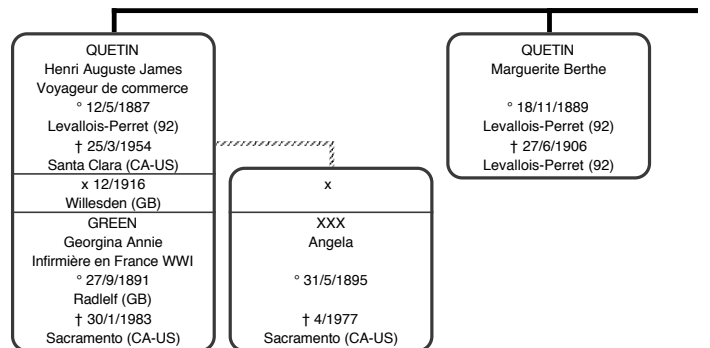 QUETIN
Henri Auguste James
Voyageur de commerce
° 12/5/1887
Levallois-Perret (92)
† 25/3/1954
Santa Clara (CA-US)
x 12/1916
Willesden (GB)
GREEN
Georgina Annie
Infirmière en France WWI
° 27/9/1891
Radlelf (GB)
† 30/1/1983
Sacramento (CA-US)
x
XXX
Angela
° 31/5/1895
† 4/1977
Sacramento (CA-US)
QUETIN
Marguerite Berthe
° 18/11/1889
Levallois-Perret (92)
† 27/6/1906
Levallois-Perret (92)